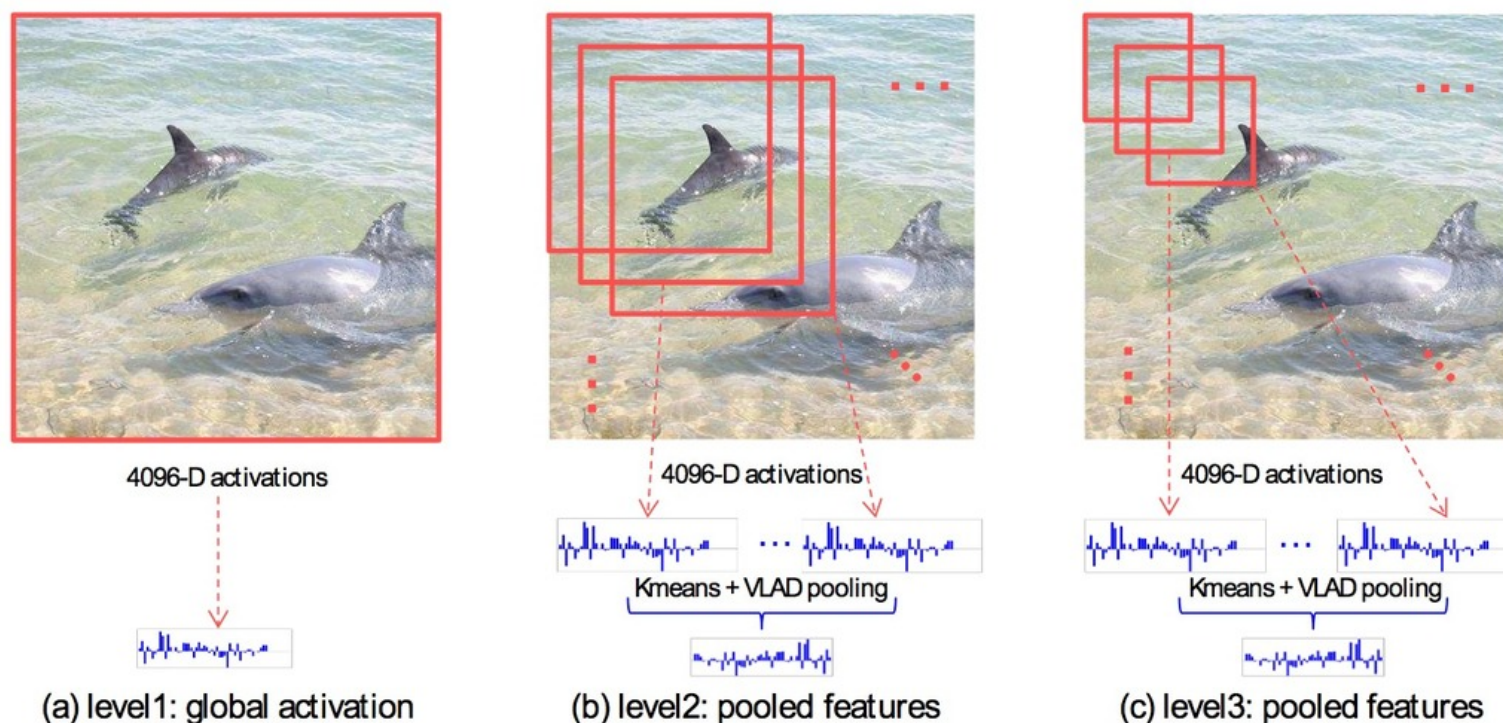 4096-D activations
(a) level1: global activation
4096-D activations
Kmeans + VLAD pooling
(b) level2: pooled features
4096-D activations
Kmeans + VLAD pooling
(c) level3: pooled features